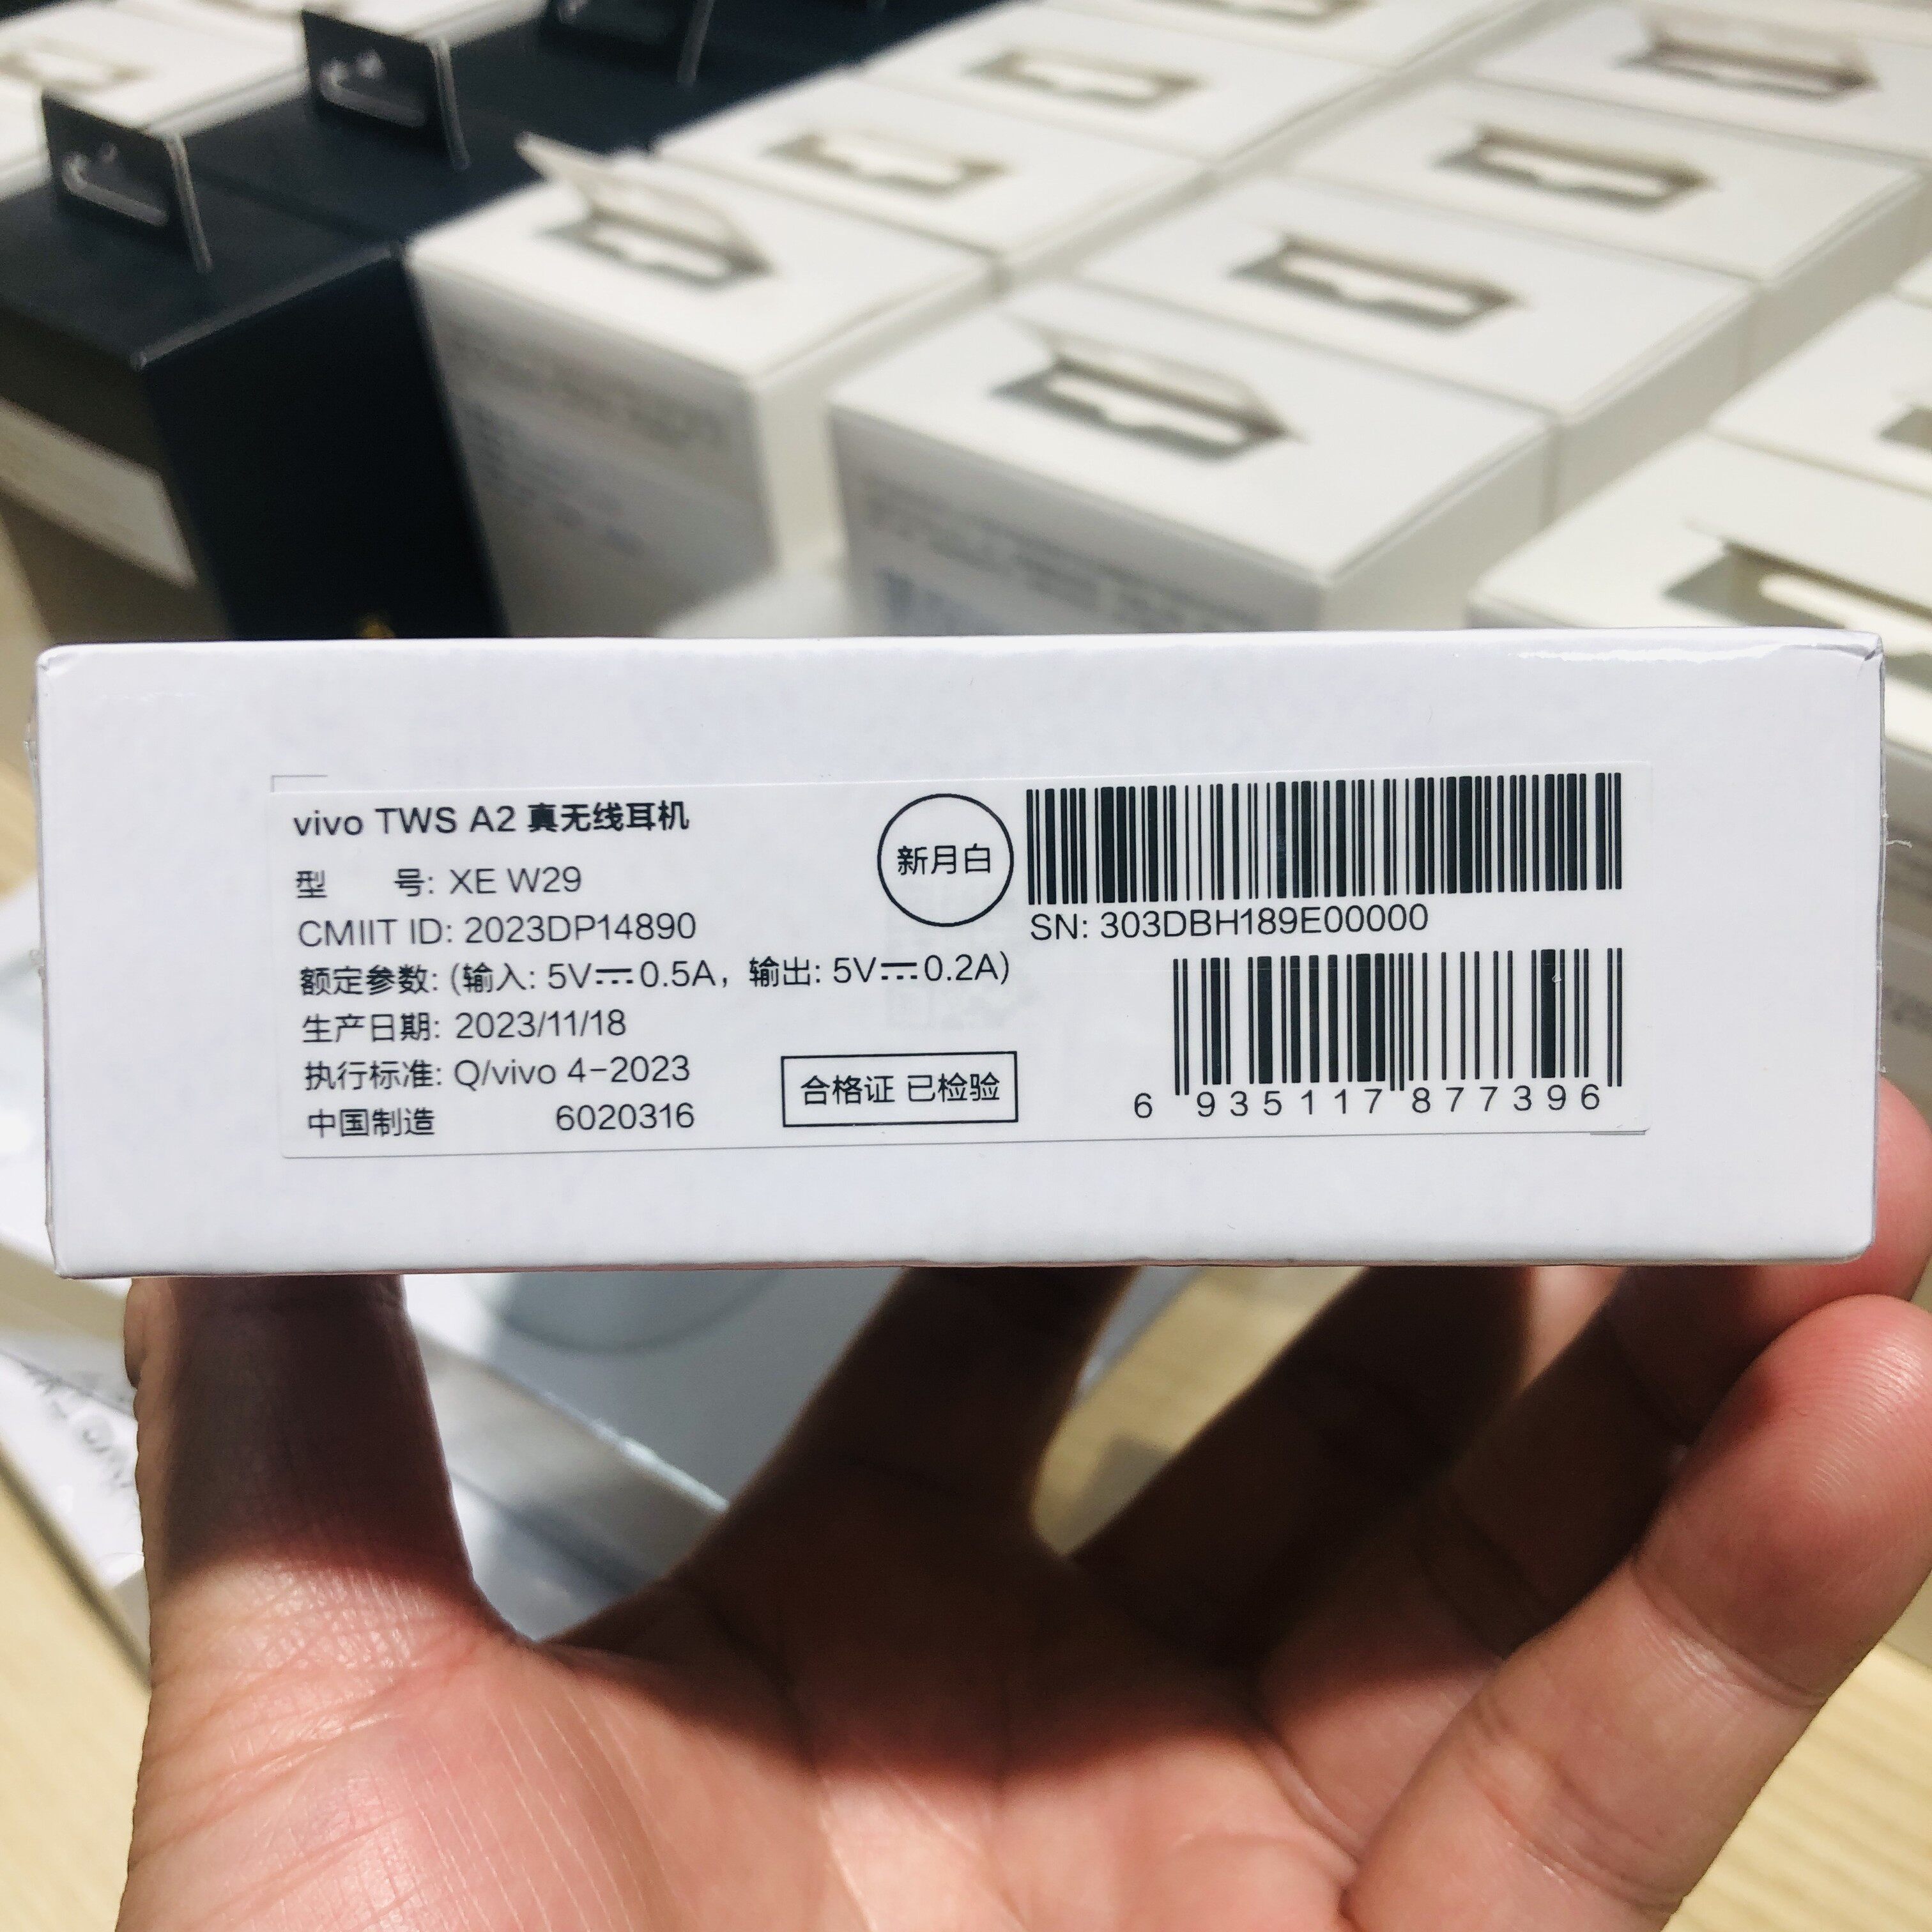 vivo TWS A2 真无线耳机
型 号: XE W29
CMIIT ID: 2023DP14890
额定参数: (输入: 5V⎓0.5A, 输出: 5V⎓0.2A)
生产日期: 2023/11/18
执行标准: Q/vivo 4-2023
中国制造 6020316
新月白
合格证 已检验
SN: 303DBH189E00000
6 935117 877396